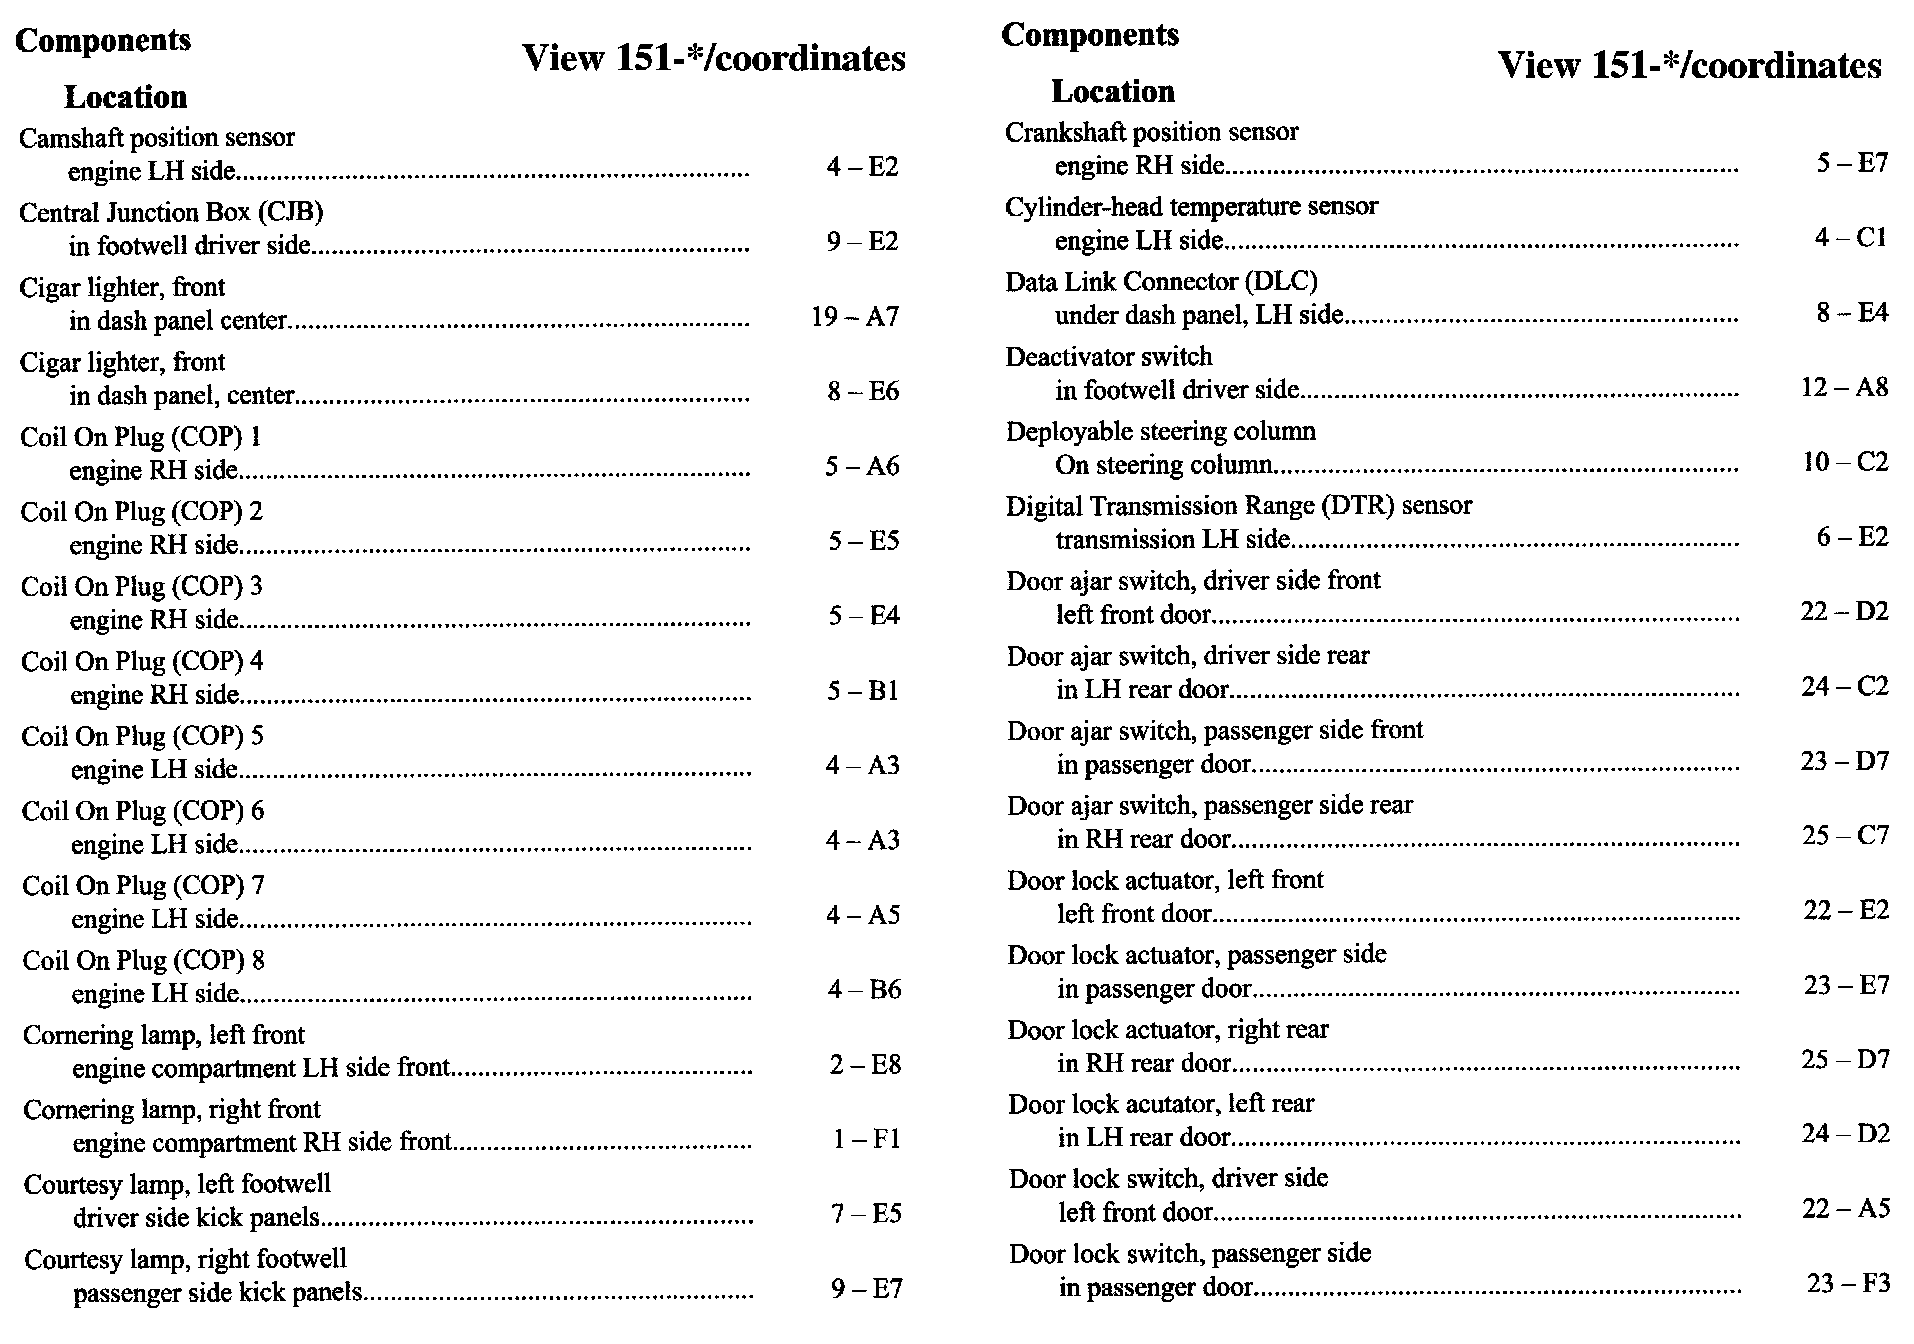 Components
View 151-*/coordinates
Location
Camshaft position sensor
engine LH side.......... 4 – E2
Central Junction Box (CJB)
in footwell driver side.......... 9 – E2
Cigar lighter, front
in dash panel center.......... 19 – A7
Cigar lighter, front
in dash panel, center.......... 8 – E6
Coil On Plug (COP) 1
engine RH side.......... 5 – A6
Coil On Plug (COP) 2
engine RH side.......... 5 – E5
Coil On Plug (COP) 3
engine RH side.......... 5 – E4
Coil On Plug (COP) 4
engine RH side.......... 5 – B1
Coil On Plug (COP) 5
engine LH side.......... 4 – A3
Coil On Plug (COP) 6
engine LH side.......... 4 – A3
Coil On Plug (COP) 7
engine LH side.......... 4 – A5
Coil On Plug (COP) 8
engine LH side.......... 4 – B6
Cornering lamp, left front
engine compartment LH side front.......... 2 – E8
Cornering lamp, right front
engine compartment RH side front.......... 1 – F1
Courtesy lamp, left footwell
driver side kick panels.......... 7 – E5
Courtesy lamp, right footwell
passenger side kick panels.......... 9 – E7
Components
View 151-*/coordinates
Location
Crankshaft position sensor
engine RH side.......... 5 – E7
Cylinder-head temperature sensor
engine LH side.......... 4 – C1
Data Link Connector (DLC)
under dash panel, LH side.......... 8 – E4
Deactivator switch
in footwell driver side.......... 12 – A8
Deployable steering column
On steering column.......... 10 – C2
Digital Transmission Range (DTR) sensor
transmission LH side.......... 6 – E2
Door ajar switch, driver side front
left front door.......... 22 – D2
Door ajar switch, driver side rear
in LH rear door.......... 24 – C2
Door ajar switch, passenger side front
in passenger door.......... 23 – D7
Door ajar switch, passenger side rear
in RH rear door.......... 25 – C7
Door lock actuator, left front
left front door.......... 22 – E2
Door lock actuator, passenger side
in passenger door.......... 23 – E7
Door lock actuator, right rear
in RH rear door.......... 25 – D7
Door lock acutator, left rear
in LH rear door.......... 24 – D2
Door lock switch, driver side
left front door.......... 22 – A5
Door lock switch, passenger side
in passenger door.......... 23 – F3